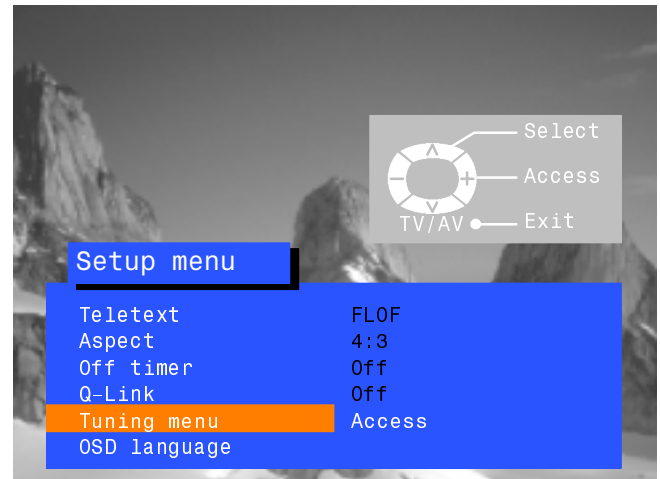 Select
Access
TV/AV Exit
Setup menu
Teletext FLOF
Aspect 4:3
Off timer Off
Q-Link Off
Tuning menu Access
OSD language